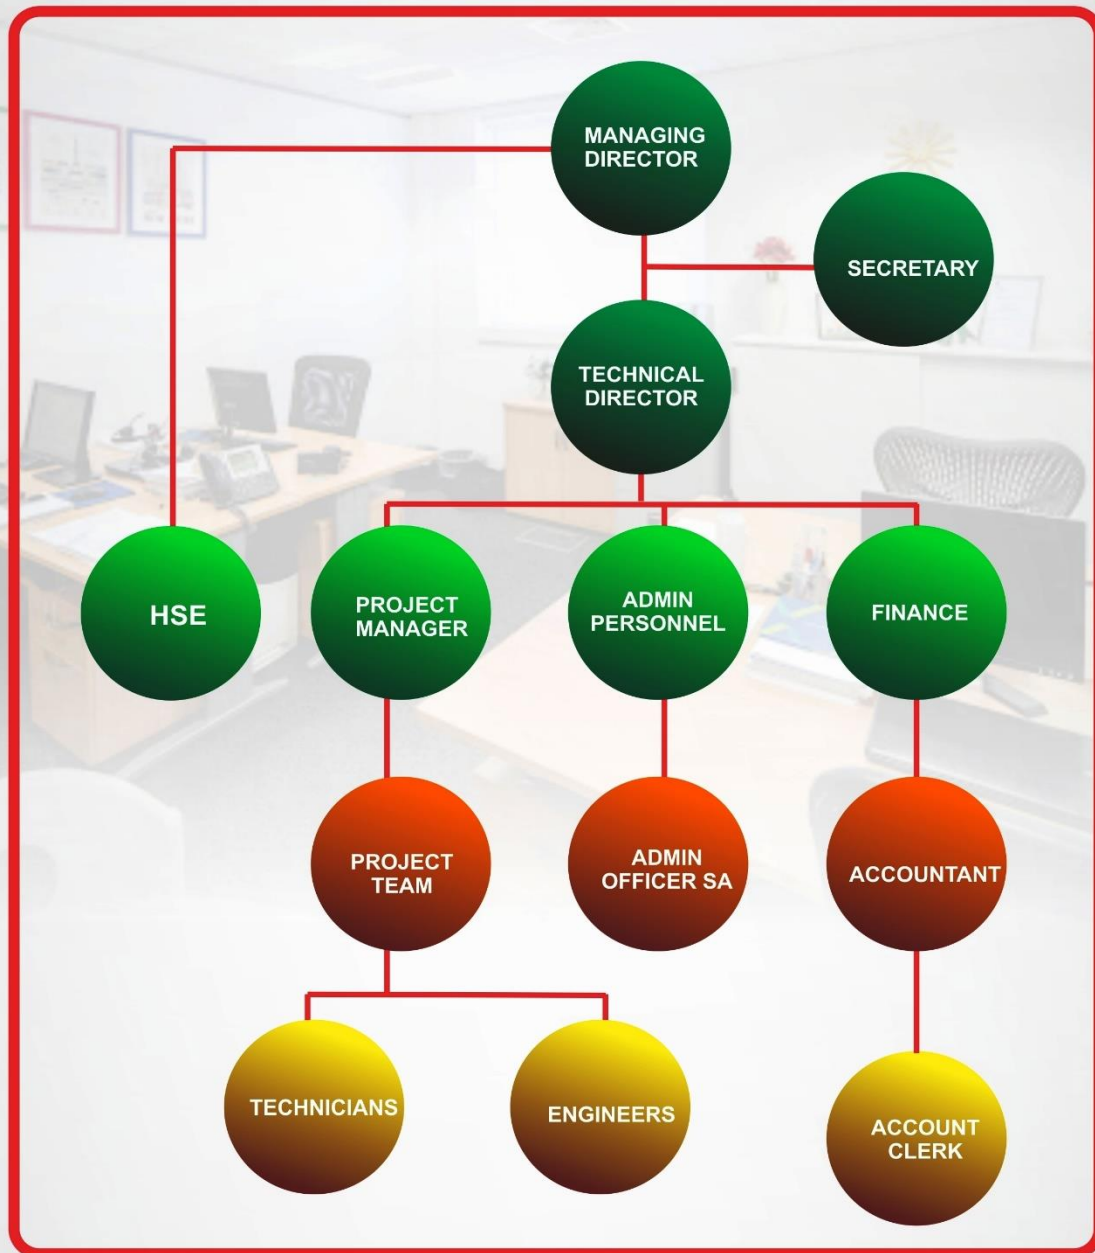 MANAGING
DIRECTOR
SECRETARY
TECHNICAL
DIRECTOR
HSE
PROJECT
MANAGER
ADMIN
PERSONNEL
FINANCE
PROJECT
TEAM
ADMIN
OFFICER SA
ACCOUNTANT
TECHNICIANS
ENGINEERS
ACCOUNT
CLERK